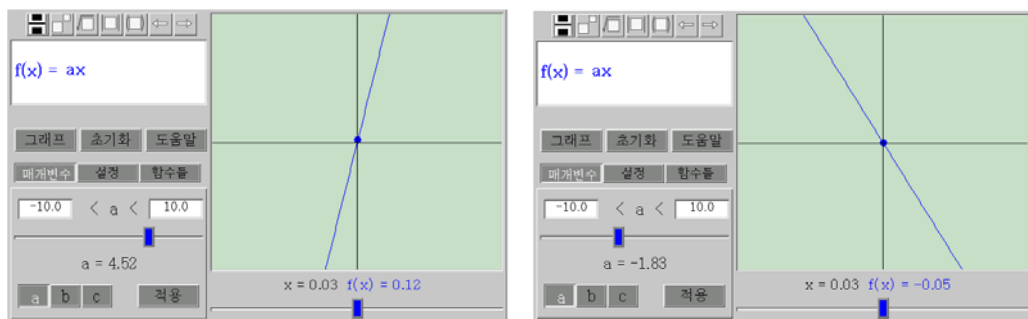 f(x) = ax
그래프 초기화 도움말
매개변수 설정 함수들
-10.0 < a < 10.0
a = 4.52
a b c 적용
x = 0.03 f(x) = 0.12
f(x) = ax
그래프 초기화 도움말
매개변수 설정 함수들
-10.0 < a < 10.0
a = -1.83
a b c 적용
x = 0.03 f(x) = -0.05